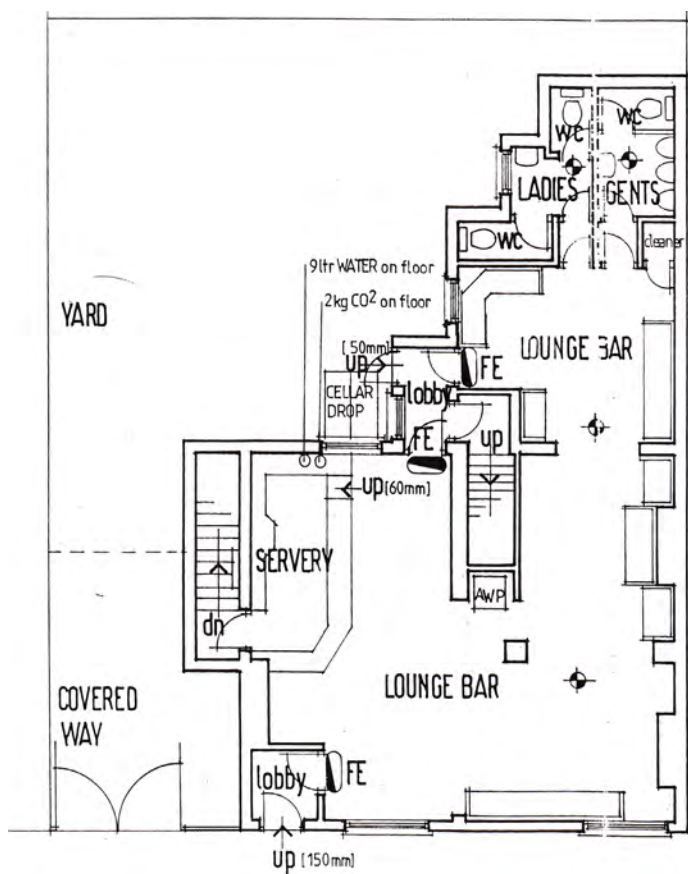 WC
WC
LADIES
GENTS
WC
cleaner
9ltr WATER on floor
2kg CO² on floor
YARD
[.50mm]
up
LOUNGE BAR
FE
CELLAR
DROP
lobby
FE
up
up [60mm]
SERVERY
AWP
dn
LOUNGE BAR
COVERED
WAY
lobby
FE
up [150mm]